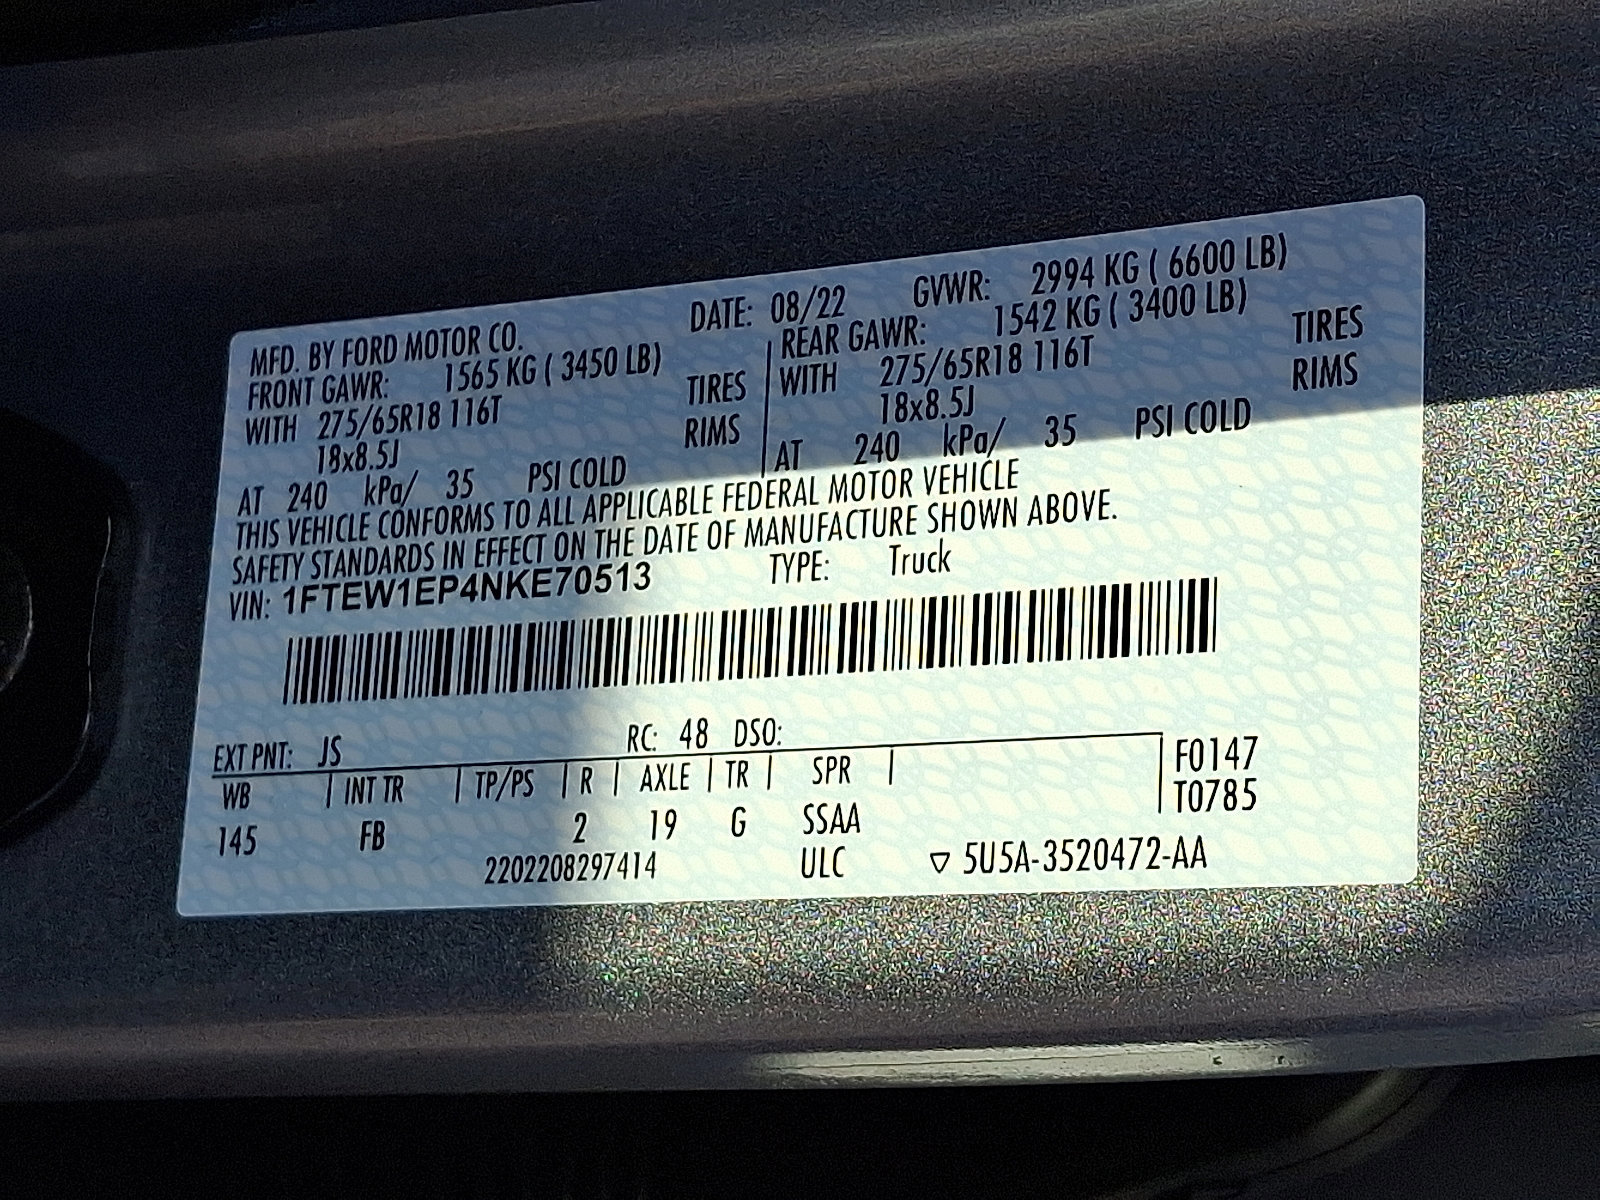 MFD. BY FORD MOTOR CO. DATE: 08/22 GVWR: 2994 KG ( 6600 LB)
FRONT GAWR: 1565 KG ( 3450 LB) REAR GAWR: 1542 KG ( 3400 LB)
WITH 275/65R18 116T TIRES WITH 275/65R18 116T TIRES
18x8.5J RIMS 18x8.5J RIMS
AT 240 kPa/ 35 PSI COLD AT 240 kPa/ 35 PSI COLD
THIS VEHICLE CONFORMS TO ALL APPLICABLE FEDERAL MOTOR VEHICLE
SAFETY STANDARDS IN EFFECT ON THE DATE OF MANUFACTURE SHOWN ABOVE.
VIN: 1FTEW1EP4NKE70513 TYPE: Truck
EXT PNT: JS RC: 48 DSO:
WB | INT TR | TP/PS | R | AXLE | TR | SPR | F0147
145 FB 2 19 G SSAA T0785
2202208297414 ULC ▽ 5U5A-3520472-AA